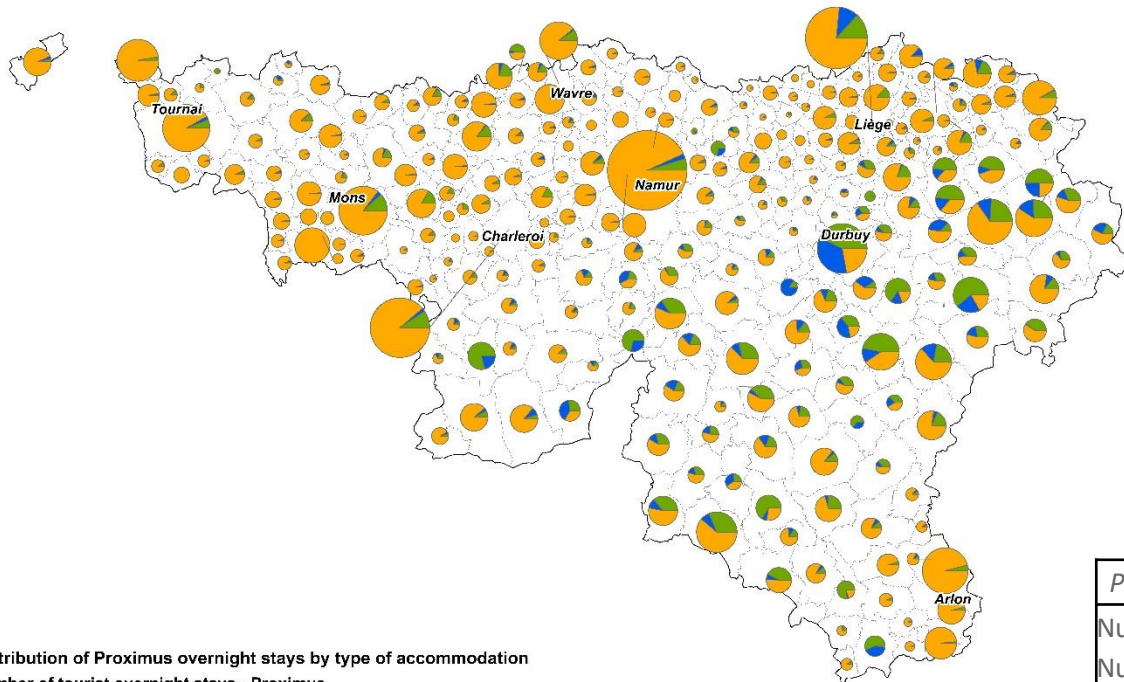 Wavre
Tournai
Liège
Namur
Mons
Charleroi
Durbuy
Arlon
P
Nu
Nu
tribution of Proximus overnight stays by type of accommodation